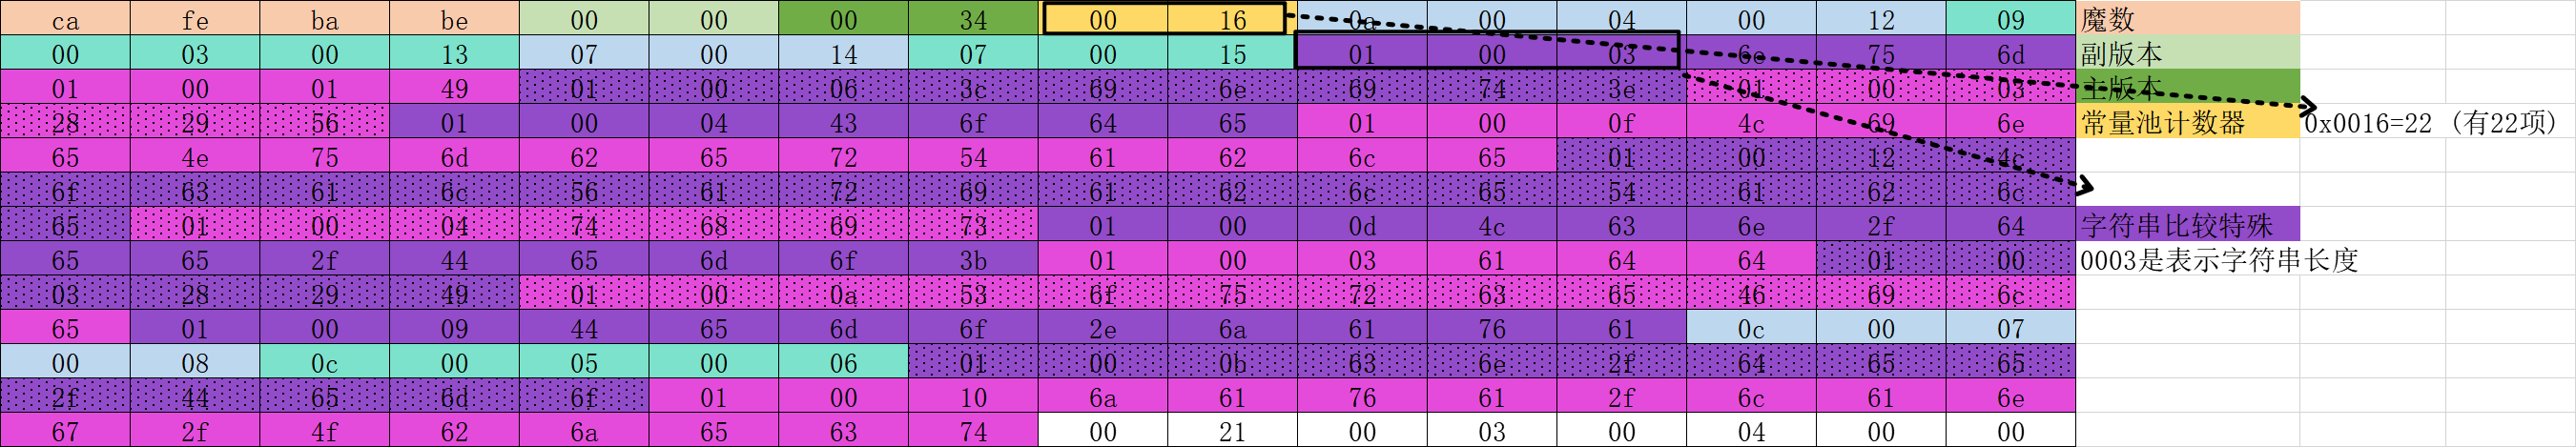 ca fe ba be 00 00 00 34 00 16 0a 00 04 00 12 09 魔数
00 03 00 13 07 00 14 07 00 15 01 00 03 6e 75 6d 副版本
01 00 01 49 01 00 06 3c 69 6e 69 74 3e 01 00 03 主版本
28 29 56 01 00 04 43 6f 64 65 01 00 0f 4c 69 6e 常量池计数器 0x0016=22 (有22项)
65 4e 75 6d 62 65 72 54 61 62 6c 65 01 00 12 4c
6f 63 61 6c 56 61 72 69 61 62 6c 65 54 61 62 6c
65 01 00 04 74 68 69 73 01 00 0d 4c 63 6e 2f 64 字符串比较特殊
65 65 2f 44 65 6d 6f 3b 01 00 03 61 64 64 01 00 0003是表示字符串长度
03 28 29 49 01 00 0a 53 6f 75 72 63 65 46 69 6c
65 01 00 09 44 65 6d 6f 2e 6a 61 76 61 0c 00 07
00 08 0c 00 05 00 06 01 00 0b 63 6e 2f 64 65 65
2f 44 65 6d 6f 01 00 10 6a 61 76 61 2f 6c 61 6e
67 2f 4f 62 6a 65 63 74 00 21 00 03 00 04 00 00